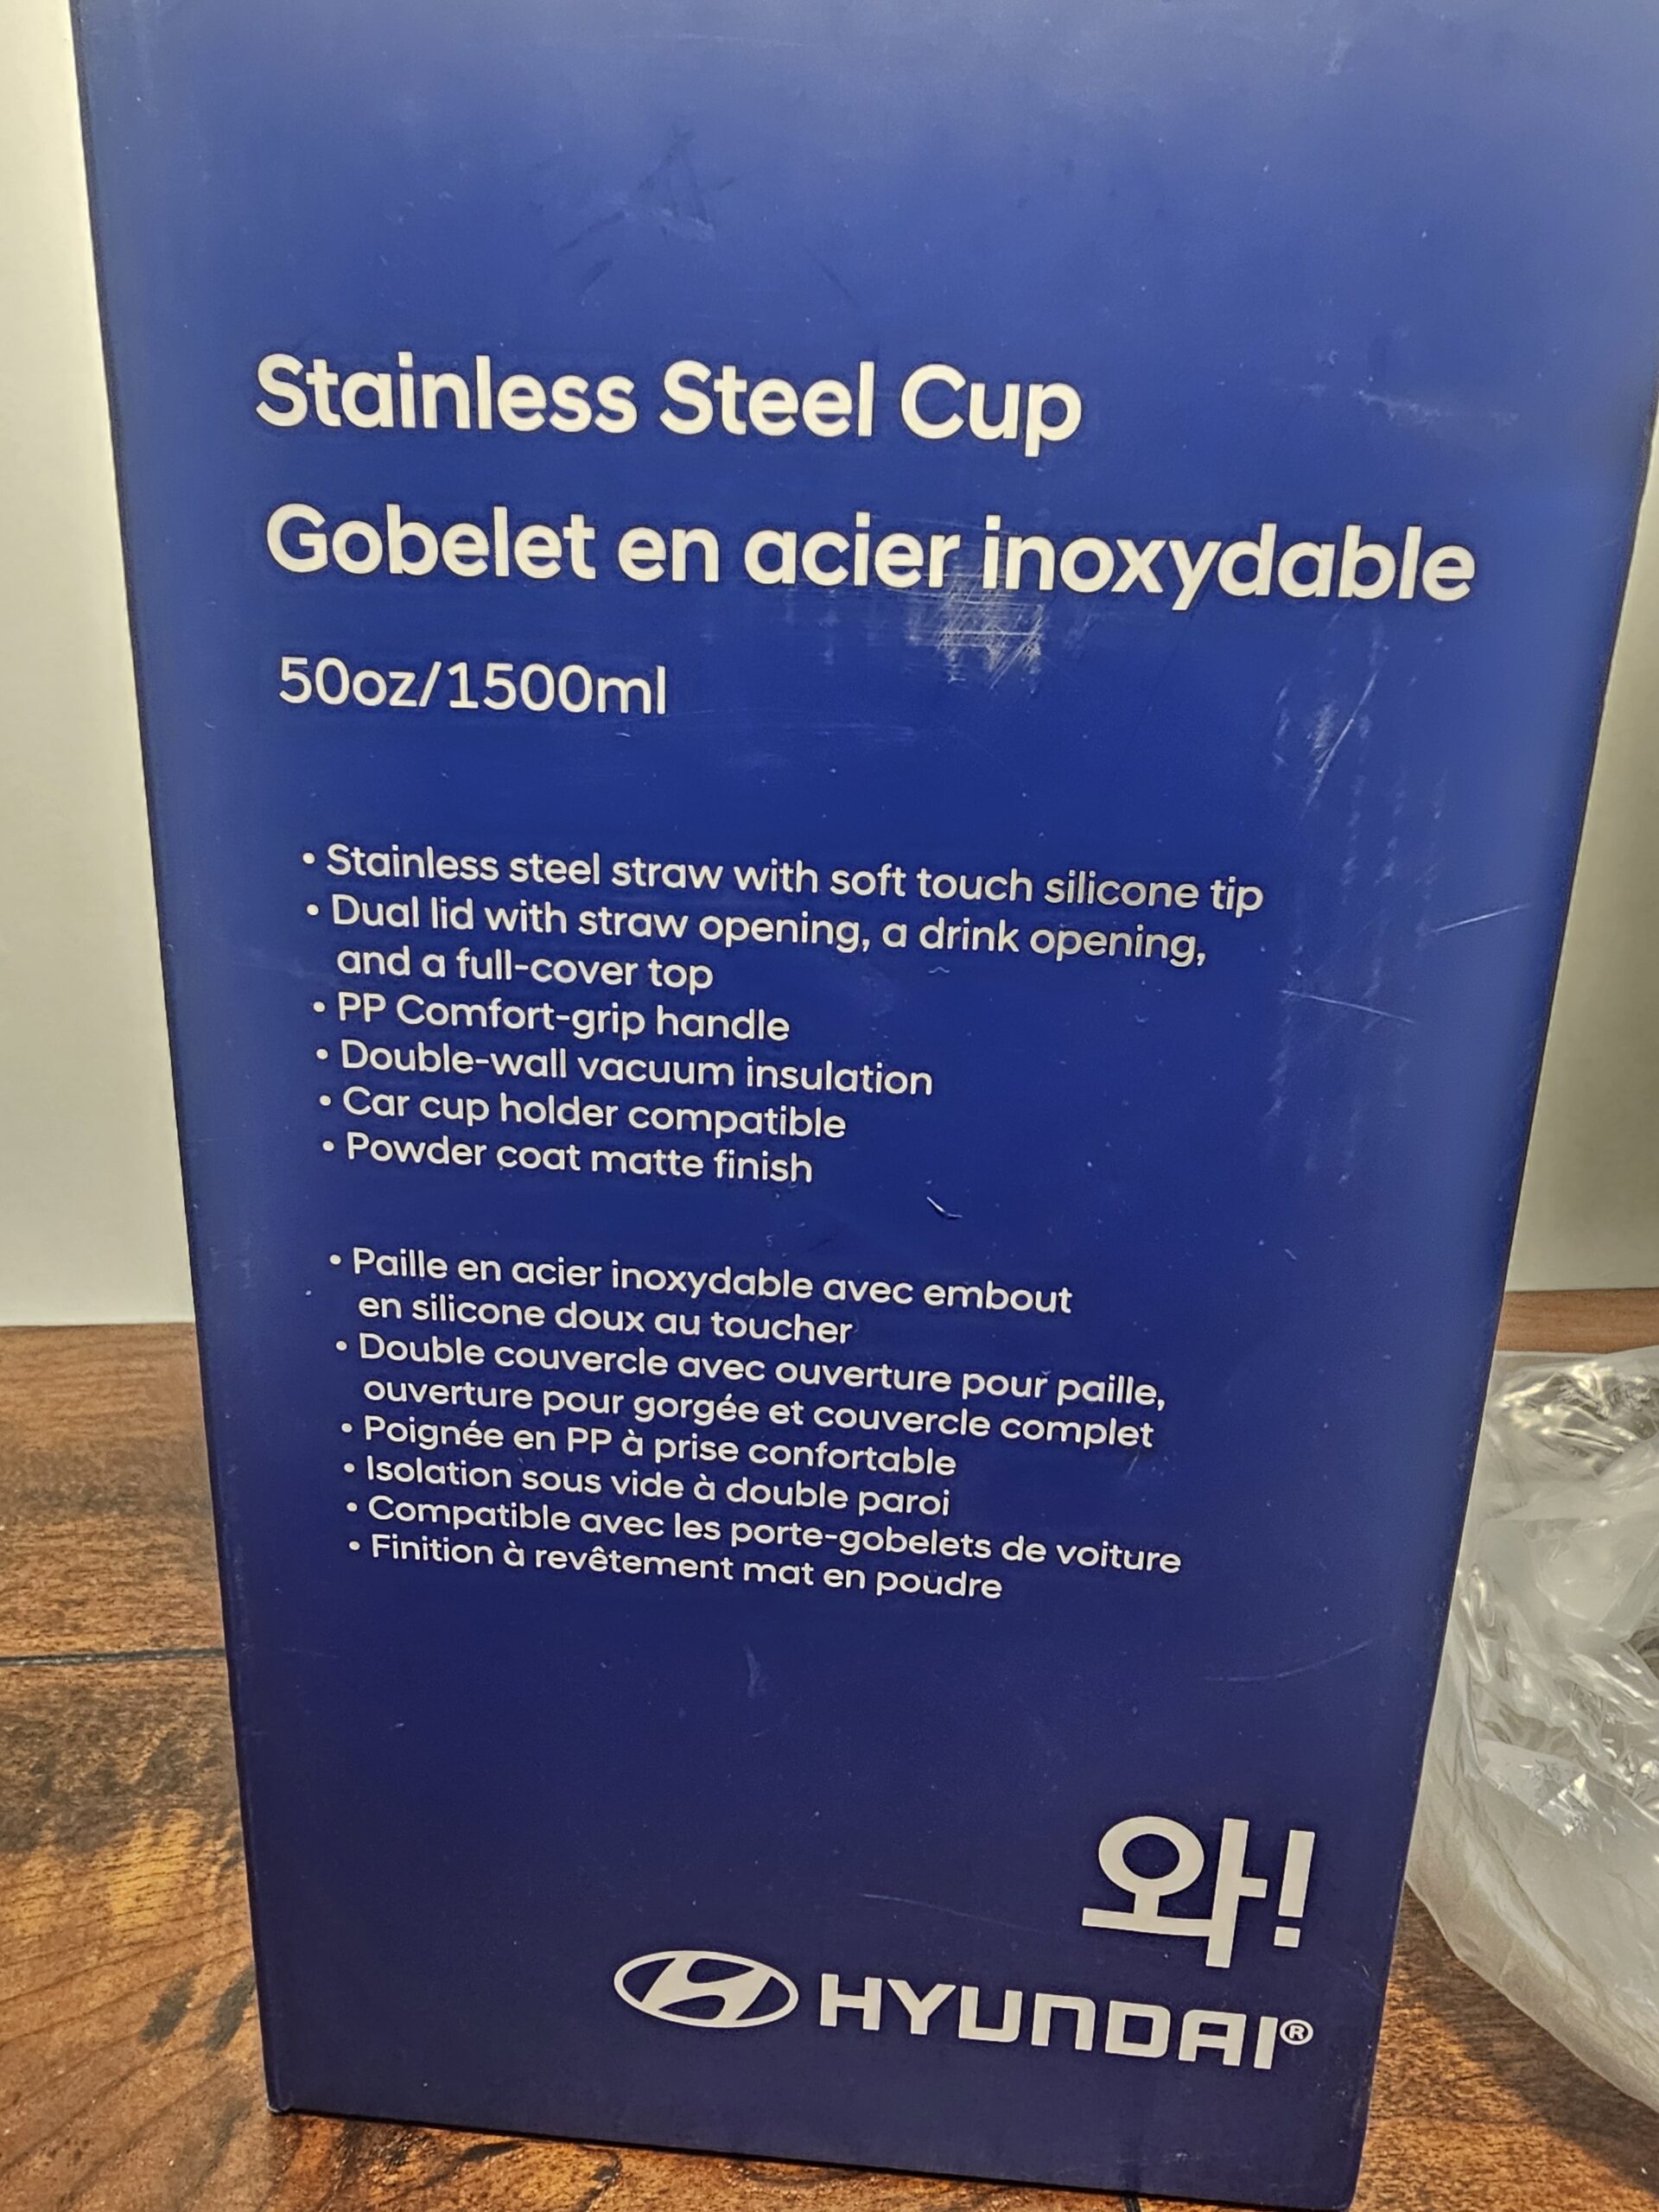 Stainless Steel Cup
Gobelet en acier inoxydable
50oz/1500ml
• Stainless steel straw with soft touch silicone tip
• Dual lid with straw opening, a drink opening,
and a full-cover top
• PP Comfort-grip handle
• Double-wall vacuum insulation
• Car cup holder compatible
• Powder coat matte finish
• Paille en acier inoxydable avec embout
en silicone doux au toucher
• Double couvercle avec ouverture pour paille,
ouverture pour gorgée et couvercle complet
• Poignée en PP à prise confortable
• Isolation sous vide à double paroi
• Compatible avec les porte-gobelets de voiture
• Finition à revêtement mat en poudre
와!
HYUNDAI®